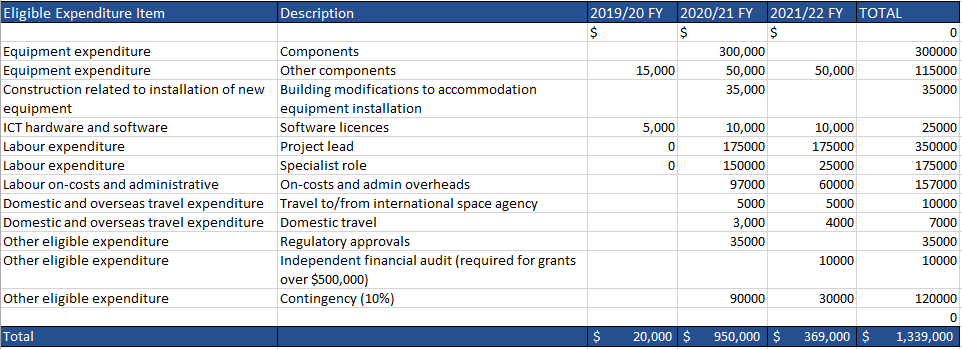 Eligible Expenditure Item Description 2019/20 FY 2020/21 FY 2021/22 FY TOTAL
$ $ $ 0
Equipment expenditure Components 300,000 300000
Equipment expenditure Other components 15,000 50,000 50,000 115000
Construction related to installation of new Building modifications to accommodation 35,000 35000
equipment equipment installation
ICT hardware and software Software licences 5,000 10,000 10,000 25000
Labour expenditure Project lead 0 175000 175000 350000
Labour expenditure Specialist role 0 150000 25000 175000
Labour on-costs and administrative On-costs and admin overheads 97000 60000 157000
Domestic and overseas travel expenditure Travel to/from international space agency 5000 5000 10000
Domestic and overseas travel expenditure Domestic travel 3,000 4000 7000
Other eligible expenditure Regulatory approvals 35000 35000
Other eligible expenditure Independent financial audit (required for grants 10000 10000
over $500,000)
Other eligible expenditure Contingency (10%) 90000 30000 120000
0
Total $ 20,000 $ 950,000 $ 369,000 $ 1,339,000